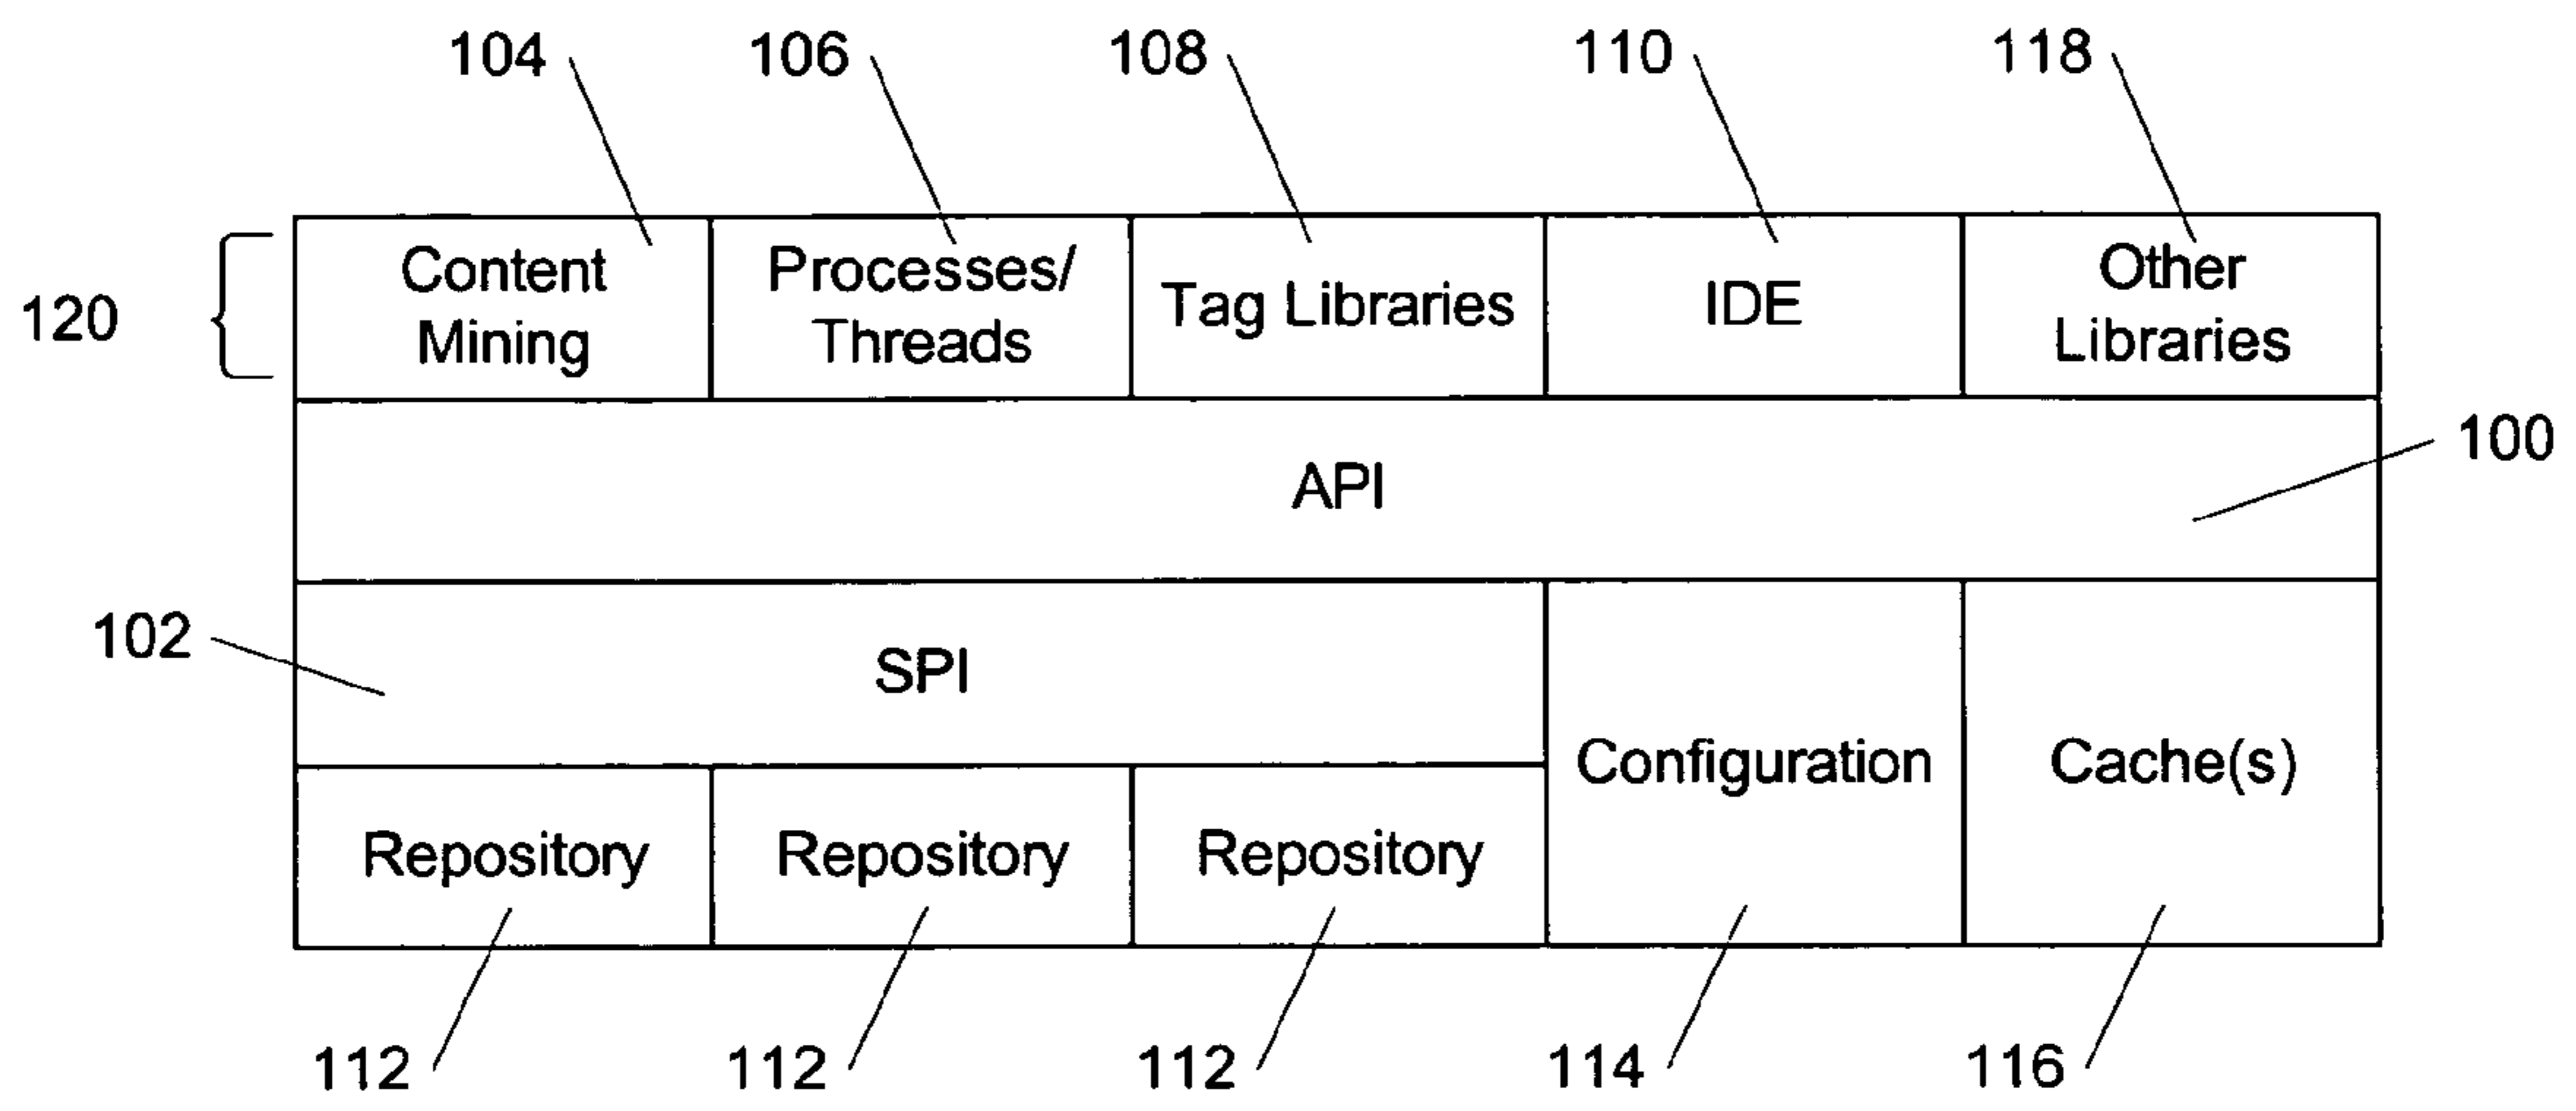 104 106 108 110 118
Content Processes/ Other
120 Tag Libraries IDE
Mining Threads Libraries
100
API
102
SPI
Configuration Cache(s)
Repository Repository Repository
112 112 112 114 116